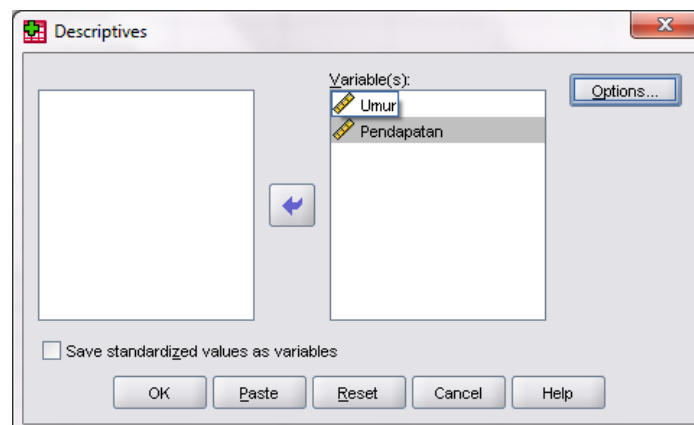 Descriptives
Variable(s):
Umur
Pendapatan
Options...
Save standardized values as variables
OK Paste Reset Cancel Help